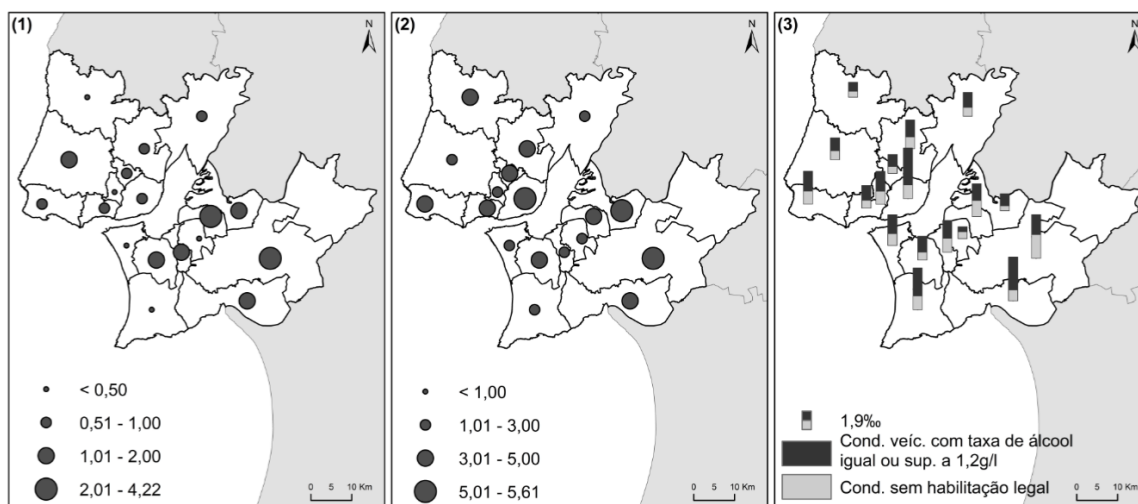 (1)
N
< 0,50
0,51 - 1,00
1,01 - 2,00
2,01 - 4,22
0 5 10 Km
(2)
N
< 1,00
1,01 - 3,00
3,01 - 5,00
5,01 - 5,61
0 5 10 Km
(3)
N
1,9‰
Cond. veíc. com taxa de álcool
igual ou sup. a 1,2g/l
Cond. sem habilitação legal
0 5 10 Km